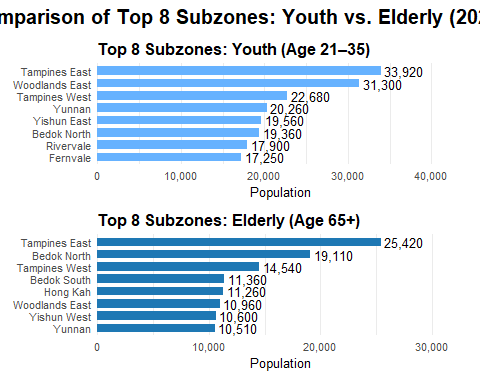 mparison of Top 8 Subzones: Youth vs. Elderly (202
Top 8 Subzones: Youth (Age 21–35)
Tampines East 33,920
Woodlands East 31,300
Tampines West 22,680
Yunnan 20,260
Yishun East 19,560
Bedok North 19,360
Rivervale 17,900
Fernvale 17,250
0 10,000 20,000 30,000 40,000
Population
Top 8 Subzones: Elderly (Age 65+)
Tampines East 25,420
Bedok North 19,110
Tampines West 14,540
Bedok South 11,360
Hong Kah 11,260
Woodlands East 10,960
Yishun West 10,600
Yunnan 10,510
0 10,000 20,000 30,000
Population